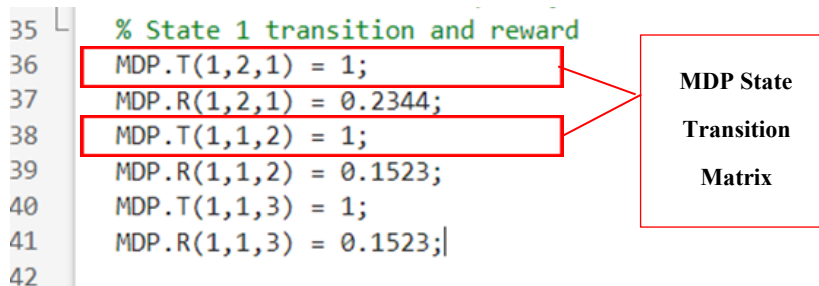 35 % State 1 transition and reward
36 MDP.T(1,2,1) = 1;
37 MDP.R(1,2,1) = 0.2344;
38 MDP.T(1,1,2) = 1;
39 MDP.R(1,1,2) = 0.1523;
40 MDP.T(1,1,3) = 1;
41 MDP.R(1,1,3) = 0.1523;
42
MDP State
Transition
Matrix